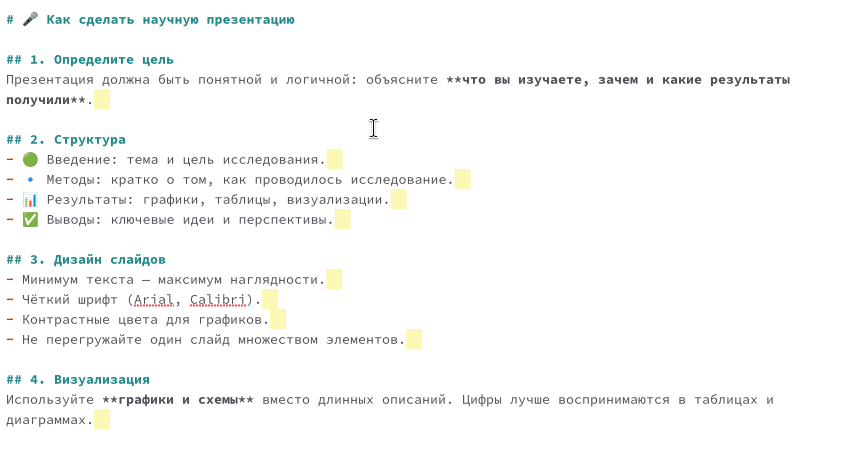 # 🎤 Как сделать научную презентацию
## 1. Определите цель
Презентация должна быть понятной и логичной: объясните **что вы изучаете, зачем и какие результаты
получили**.
## 2. Структура
- 🟢 Введение: тема и цель исследования.
- 🔹 Методы: кратко о том, как проводилось исследование.
- 📊 Результаты: графики, таблицы, визуализации.
- ✅ Выводы: ключевые идеи и перспективы.
## 3. Дизайн слайдов
- Минимум текста — максимум наглядности.
- Чёткий шрифт (Arial, Calibri).
- Контрастные цвета для графиков.
- Не перегружайте один слайд множеством элементов.
## 4. Визуализация
Используйте **графики и схемы** вместо длинных описаний. Цифры лучше воспринимаются в таблицах и
диаграммах.